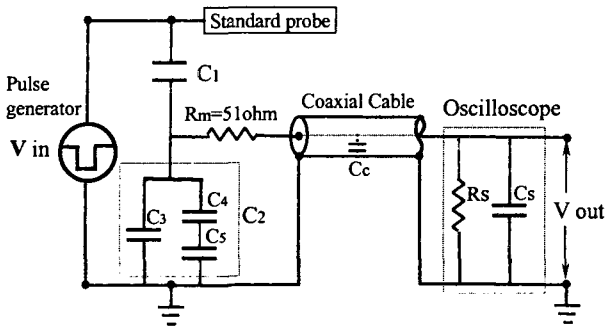 Standard probe
C1
Pulse
generator
V in
Rm=51ohm
Coaxial Cable
Cc
Oscilloscope
Rs
Cs
V out
C3
C4
C5
C2